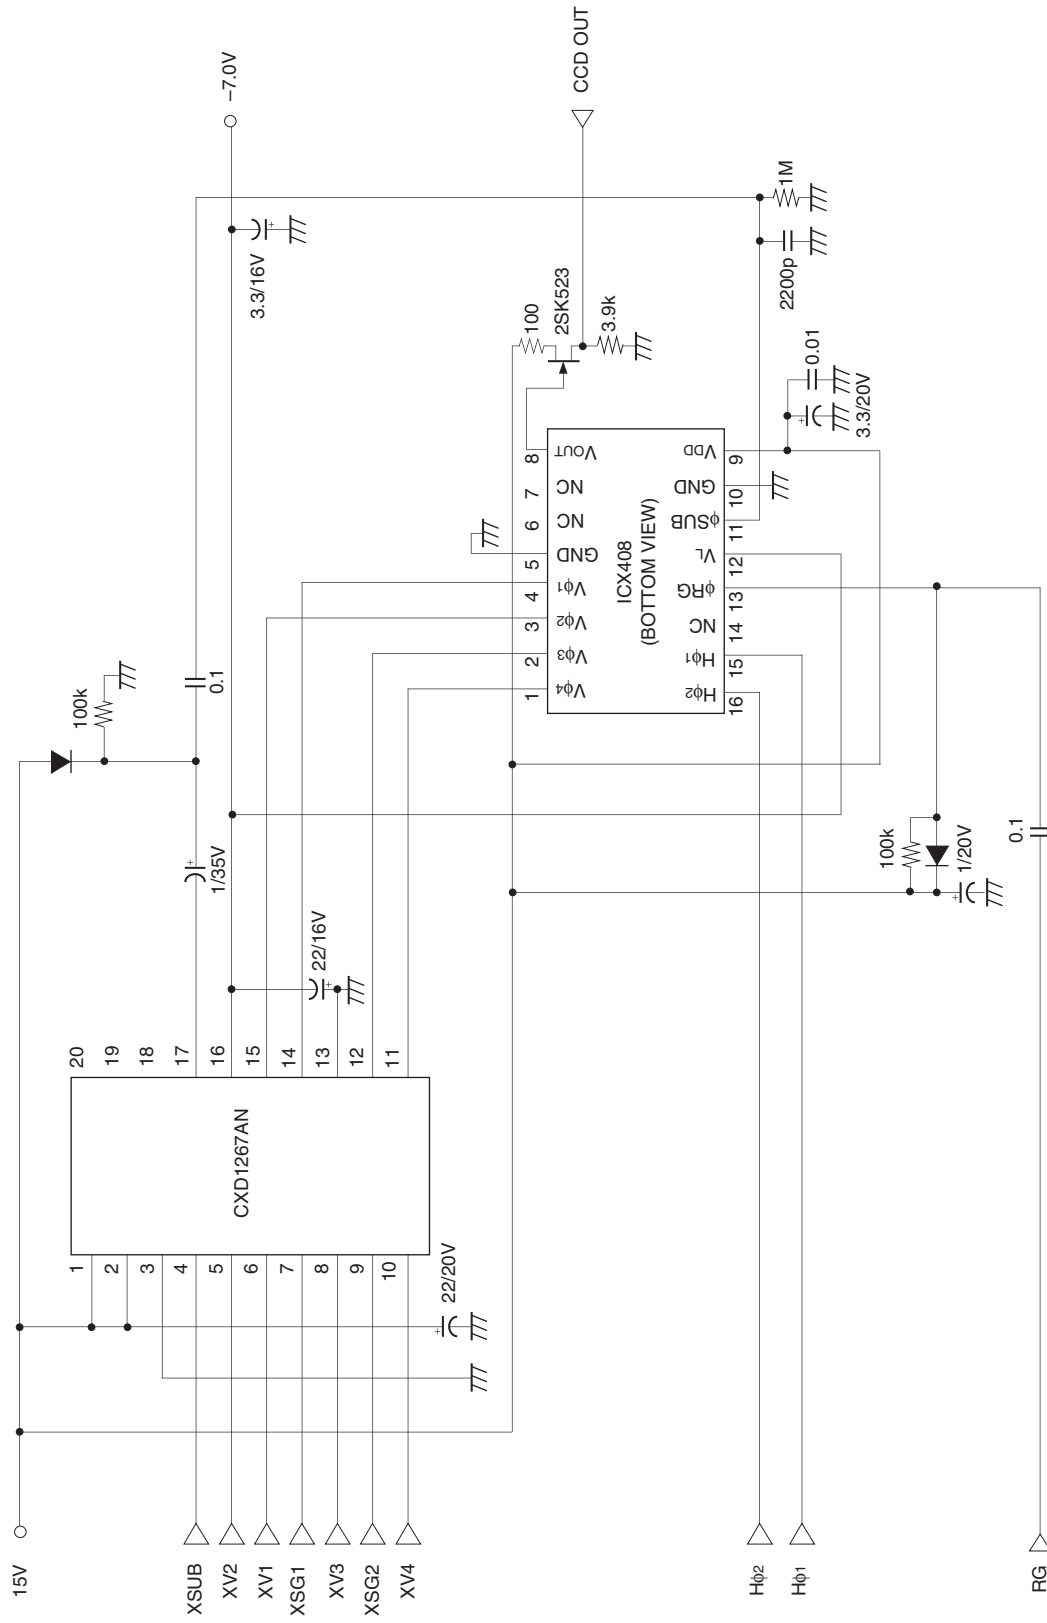 15V
XSUB
XV2
XV1
XSG1
XV3
XSG2
XV4
Hϕ2
Hϕ1
RG
1
2
3
4
5
6
7
8
9
10
22/20V
CXD1267AN
20
19
18
17
16
15
14
13
12
11
22/16V
1/35V
100k
0.1
3.3/16V
–7.0V
CCD OUT
100
2SK523
3.9k
1
2
3
4
5
6
7
8
Vϕ4
Vϕ3
Vϕ2
Vϕ1
GND
NC
NC
VOUT
ICX408
(BOTTOM VIEW)
Hϕ2
Hϕ1
NC
ϕRG
VL
ϕSUB
GND
VDD
16
15
14
13
12
11
10
9
3.3/20V
0.01
2200p
1M
100k
1/20V
0.1